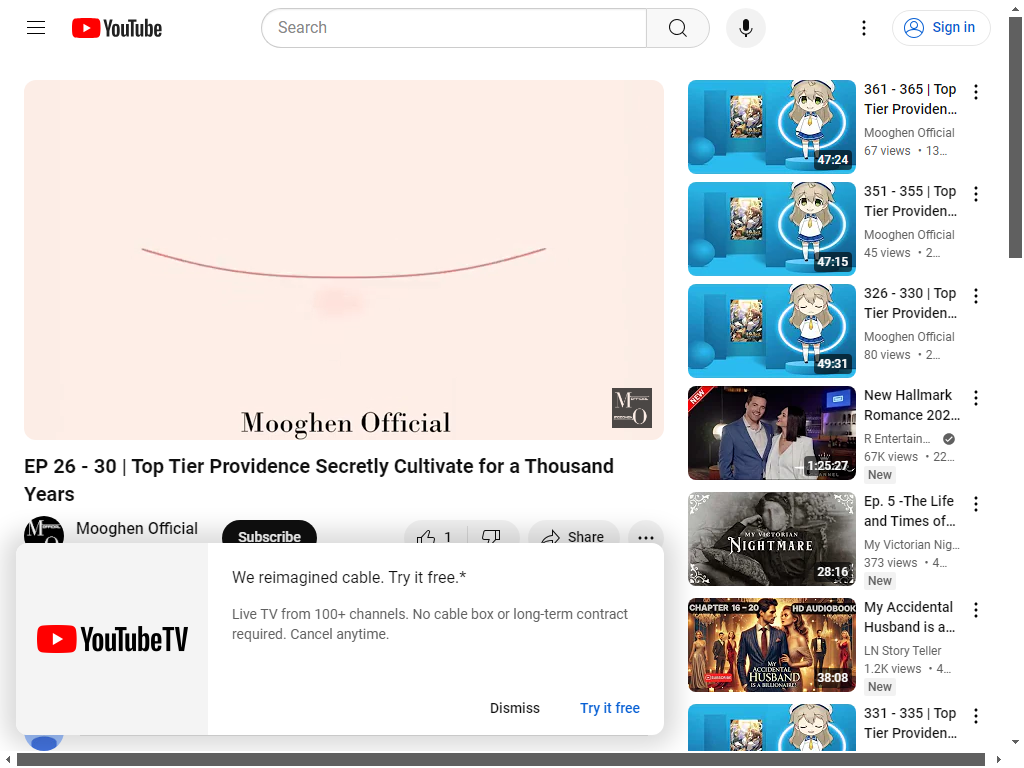 YouTube
Search
Sign in
Mooghen Official
EP 26 - 30 | Top Tier Providence Secretly Cultivate for a Thousand
Years
Mooghen Official
Subscribe
1
Share
YouTubeTV
We reimagined cable. Try it free.*
Live TV from 100+ channels. No cable box or long-term contract
required. Cancel anytime.
Dismiss
Try it free
47:24
361 - 365 | Top
Tier Providen...
Mooghen Official
67 views • 13...
47:15
351 - 355 | Top
Tier Providen...
Mooghen Official
45 views • 2...
49:31
326 - 330 | Top
Tier Providen...
Mooghen Official
80 views • 2...
NEW
1:25:27
New Hallmark
Romance 202...
R Entertain...
67K views • 22...
New
MY VICTORIAN
NIGHTMARE
28:16
Ep. 5 -The Life
and Times of...
My Victorian Nig...
373 views • 4...
New
CHAPTER 16 - 20
HD AUDIOBOOK
MY
ACCIDENTAL
HUSBAND
IS A BILLIONAIRE!
SUBSCRIBE
38:08
My Accidental
Husband is a...
LN Story Teller
1.2K views • 4...
New
331 - 335 | Top
Tier Providen...